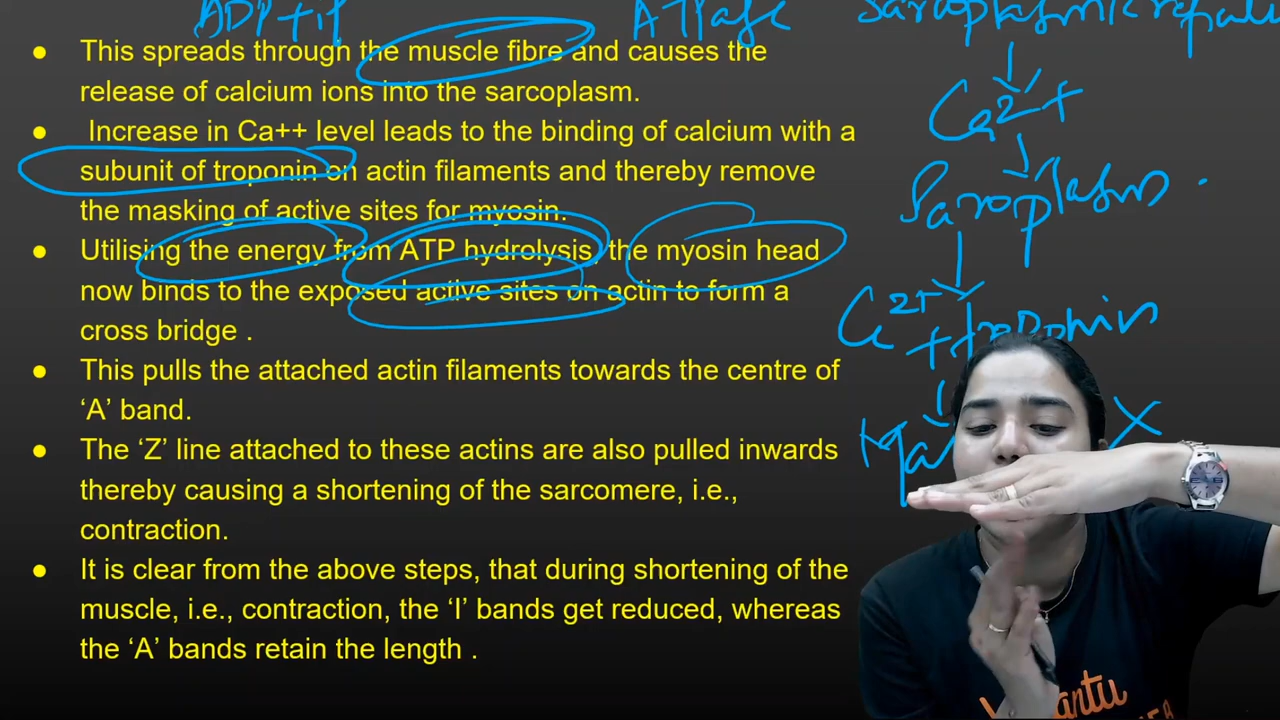 ADP + iP
ATPase
Sarcoplasmic
● This spreads through the muscle fibre and causes the
release of calcium ions into the sarcoplasm.
● Increase in Ca++ level leads to the binding of calcium with a
subunit of troponin on actin filaments and thereby remove
the masking of active sites for myosin.
● Utilising the energy from ATP hydrolysis, the myosin head
now binds to the exposed active sites on actin to form a
cross bridge .
● This pulls the attached actin filaments towards the centre of
‘A’ band.
● The ‘Z’ line attached to these actins are also pulled inwards
thereby causing a shortening of the sarcomere, i.e.,
contraction.
● It is clear from the above steps, that during shortening of the
muscle, i.e., contraction, the ‘I’ bands get reduced, whereas
the ‘A’ bands retain the length .
Ca2+
Ca2+
+ troponin
X